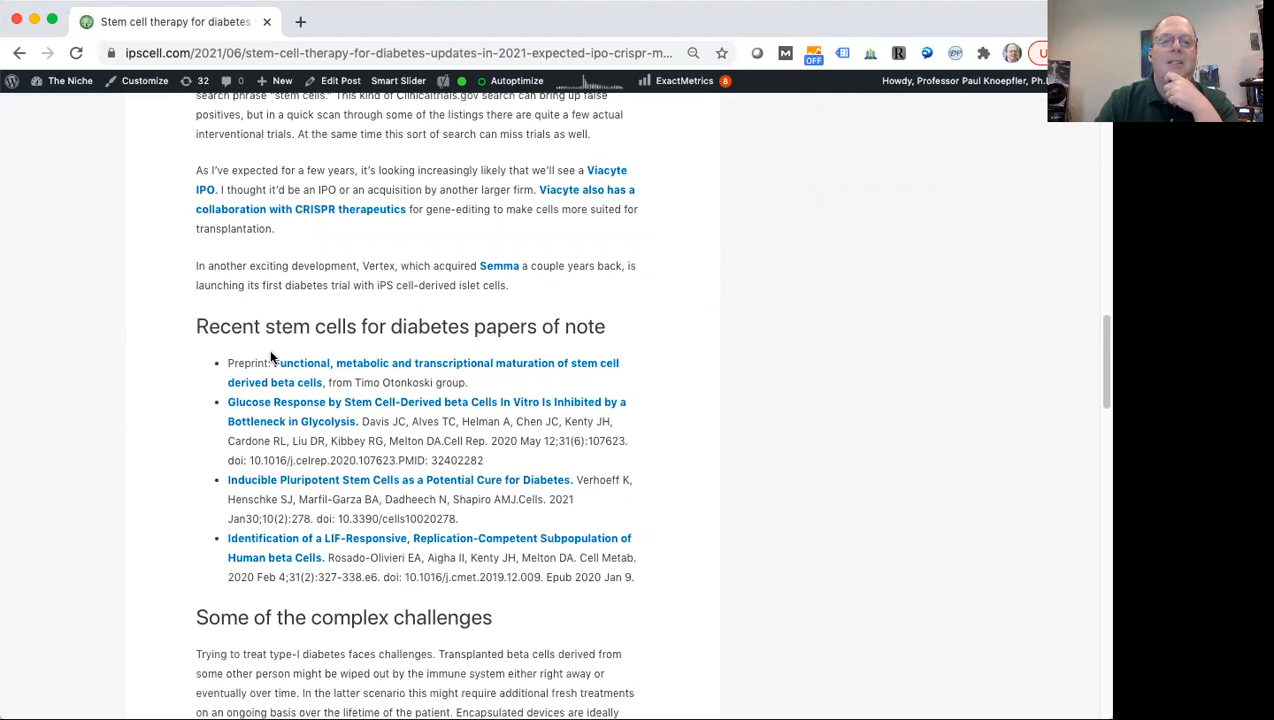 Stem cell therapy for diabetes
ipscell.com/2021/06/stem-cell-therapy-for-diabetes-updates-in-2021-expected-ipo-crispr-m...
OFF
The Niche
Customize
32
0
New
Edit Post
Smart Slider
Autoptimize
ExactMetrics
8
Howdy, Professor Paul Knoepfler, Ph.
search phrase "stem cells." This kind of Clinicaltrials.gov search can bring up false
positives, but in a quick scan through some of the listings there are quite a few actual
interventional trials. At the same time this sort of search can miss trials as well.
As I've expected for a few years, it's looking increasingly likely that we'll see a Viacyte
IPO. I thought it'd be an IPO or an acquisition by another larger firm. Viacyte also has a
collaboration with CRISPR therapeutics for gene-editing to make cells more suited for
transplantation.
In another exciting development, Vertex, which acquired Semma a couple years back, is
launching its first diabetes trial with iPS cell-derived islet cells.
Recent stem cells for diabetes papers of note
• Preprint: Functional, metabolic and transcriptional maturation of stem cell
derived beta cells, from Timo Otonkoski group.
• Glucose Response by Stem Cell-Derived beta Cells In Vitro Is Inhibited by a
Bottleneck in Glycolysis. Davis JC, Alves TC, Helman A, Chen JC, Kenty JH,
Cardone RL, Liu DR, Kibbey RG, Melton DA.Cell Rep. 2020 May 12;31(6):107623.
doi: 10.1016/j.celrep.2020.107623.PMID: 32402282
• Inducible Pluripotent Stem Cells as a Potential Cure for Diabetes. Verhoeff K,
Henschke SJ, Marfil-Garza BA, Dadheech N, Shapiro AMJ.Cells. 2021
Jan30;10(2):278. doi: 10.3390/cells10020278.
• Identification of a LIF-Responsive, Replication-Competent Subpopulation of
Human beta Cells. Rosado-Olivieri EA, Aigha II, Kenty JH, Melton DA. Cell Metab.
2020 Feb 4;31(2):327-338.e6. doi: 10.1016/j.cmet.2019.12.009. Epub 2020 Jan 9.
Some of the complex challenges
Trying to treat type-I diabetes faces challenges. Transplanted beta cells derived from
some other person might be wiped out by the immune system either right away or
eventually over time. In the latter scenario this might require additional fresh treatments
on an ongoing basis over the lifetime of the patient. Encapsulated devices are ideally